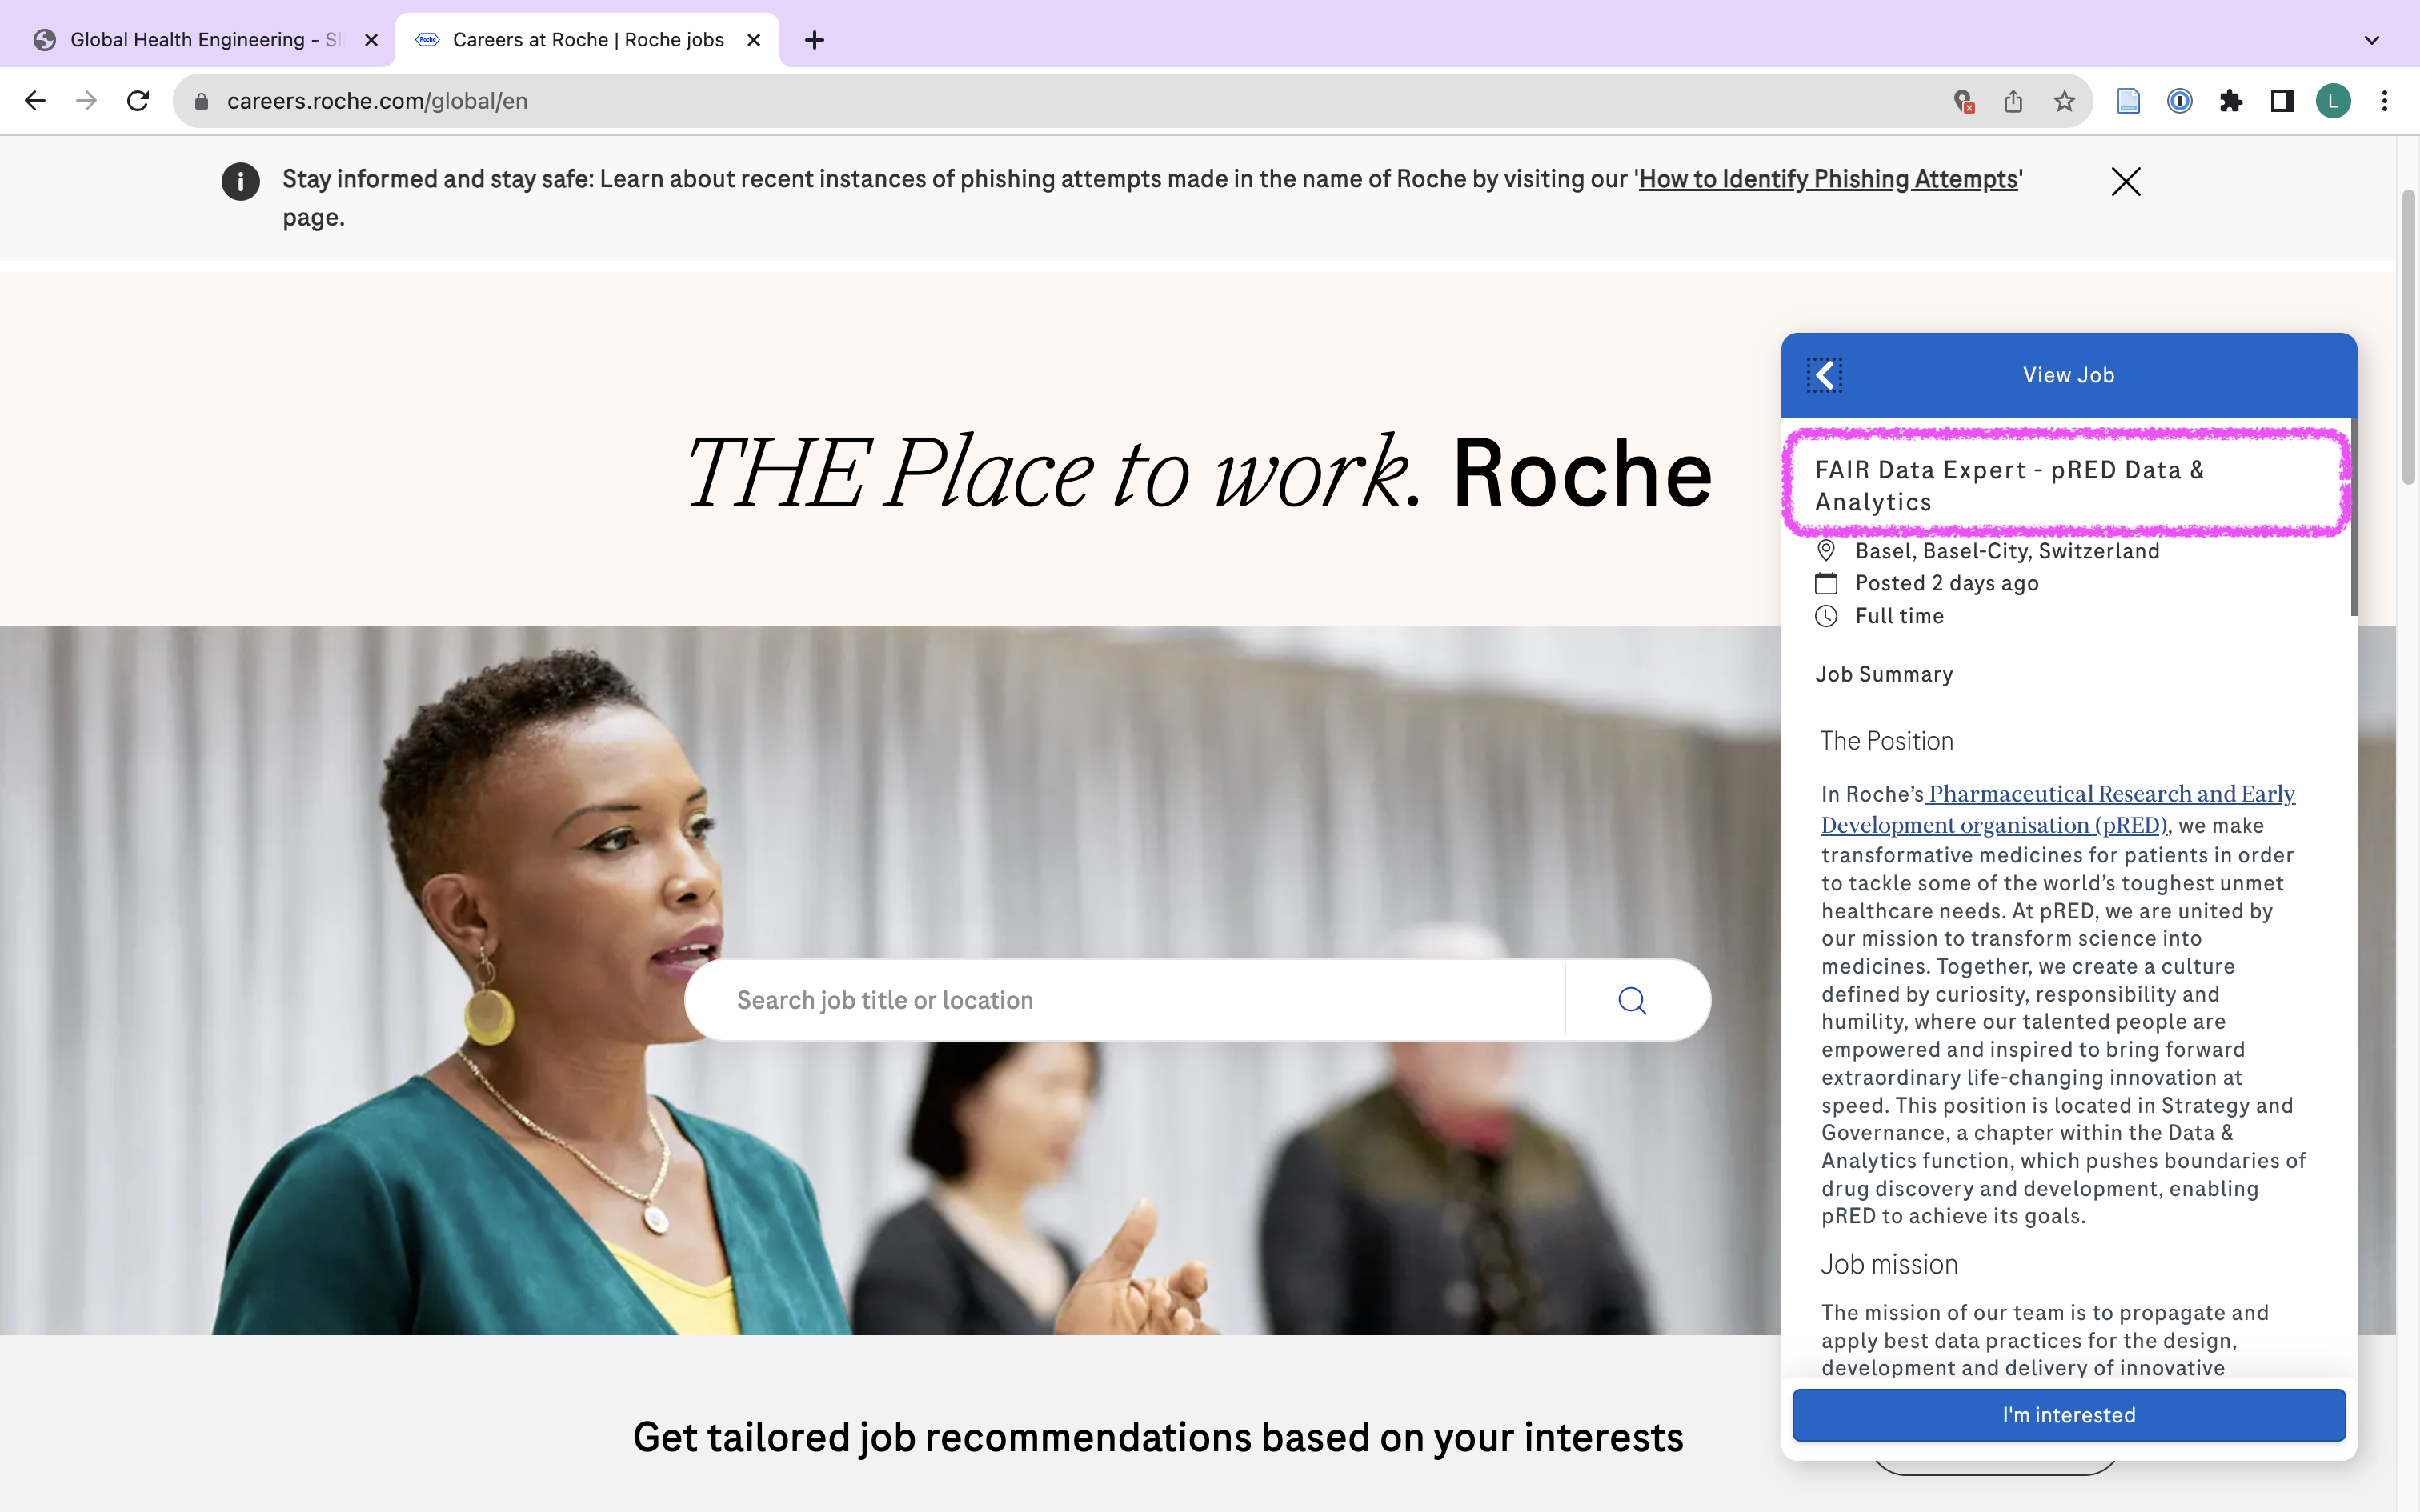 Global Health Engineering - Sl
Careers at Roche | Roche jobs
careers.roche.com/global/en
L
Stay informed and stay safe: Learn about recent instances of phishing attempts made in the name of Roche by visiting our 'How to Identify Phishing Attempts'
page.
THE Place to work. Roche
Search job title or location
Get tailored job recommendations based on your interests
View Job
FAIR Data Expert - pRED Data &
Analytics
Basel, Basel-City, Switzerland
Posted 2 days ago
Full time
Job Summary
The Position
In Roche’s Pharmaceutical Research and Early
Development organisation (pRED), we make
transformative medicines for patients in order
to tackle some of the world’s toughest unmet
healthcare needs. At pRED, we are united by
our mission to transform science into
medicines. Together, we create a culture
defined by curiosity, responsibility and
humility, where our talented people are
empowered and inspired to bring forward
extraordinary life-changing innovation at
speed. This position is located in Strategy and
Governance, a chapter within the Data &
Analytics function, which pushes boundaries of
drug discovery and development, enabling
pRED to achieve its goals.
Job mission
The mission of our team is to propagate and
apply best data practices for the design,
development and delivery of innovative
I'm interested